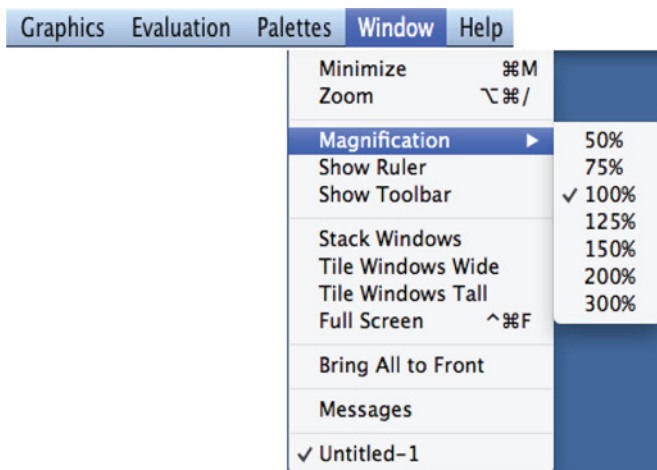 Graphics Evaluation Palettes Window Help
Minimize ⌘M
Zoom ⌥⌘/
Magnification ▶
Show Ruler
Show Toolbar
Stack Windows
Tile Windows Wide
Tile Windows Tall
Full Screen ^⌘F
Bring All to Front
Messages
✓ Untitled-1
50%
75%
✓ 100%
125%
150%
200%
300%